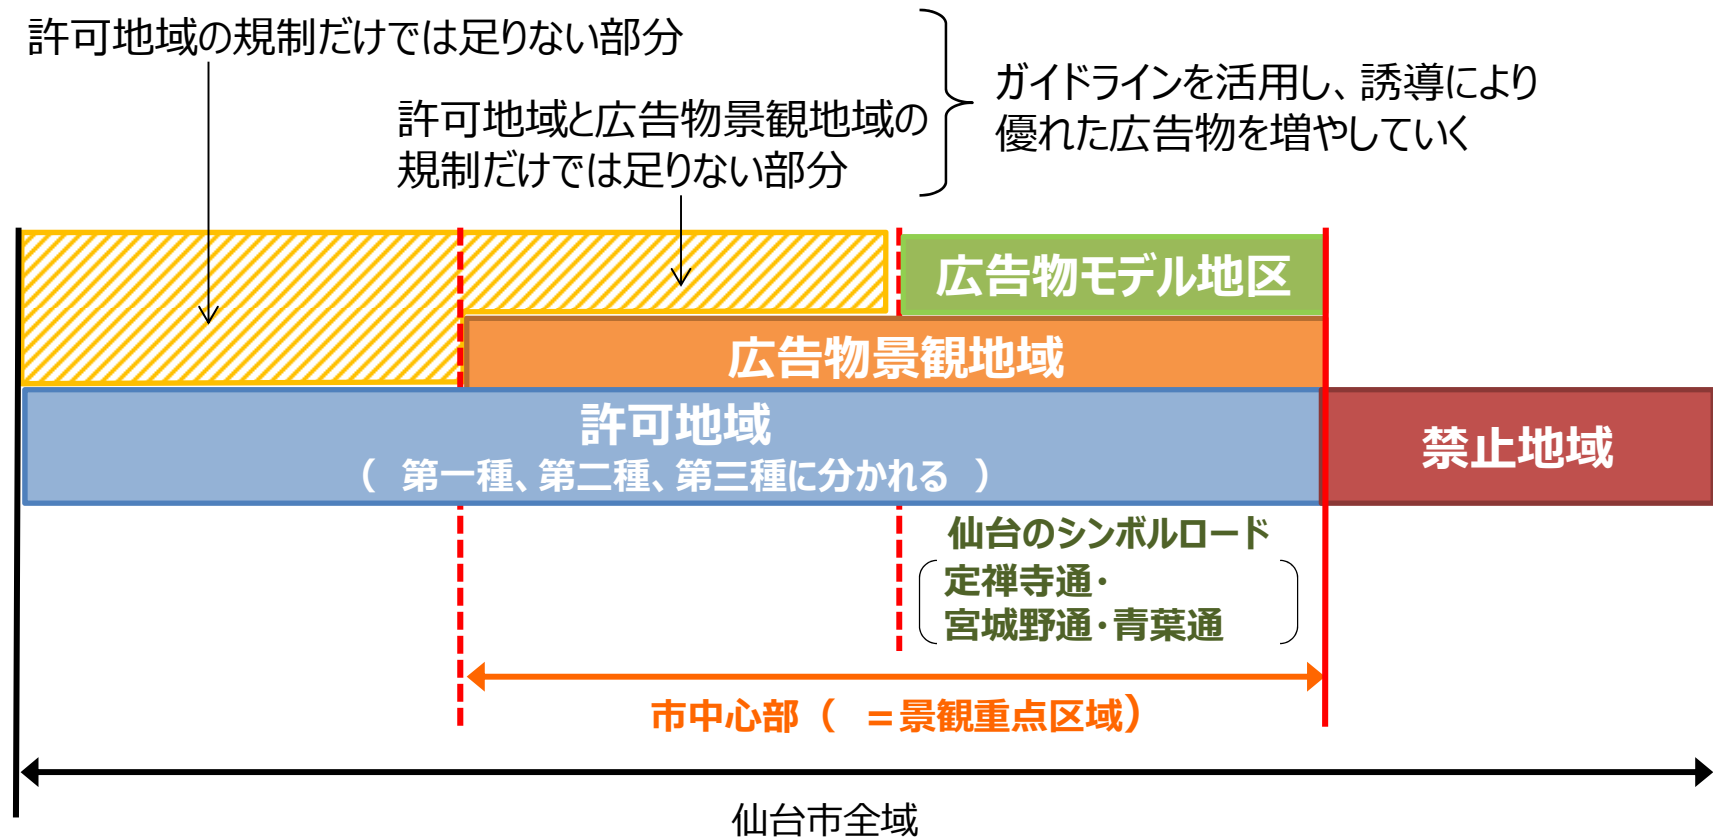 許可地域の規制だけでは足りない部分
許可地域と広告物景観地域の
規制だけでは足りない部分
ガイドラインを活用し、誘導により
優れた広告物を増やしていく
広告物モデル地区
広告物景観地域
許可地域
（　第一種、第二種、第三種に分かれる　）
禁止地域
仙台のシンボルロード
定禅寺通・
宮城野通・青葉通
市中心部（　＝景観重点区域）
仙台市全域